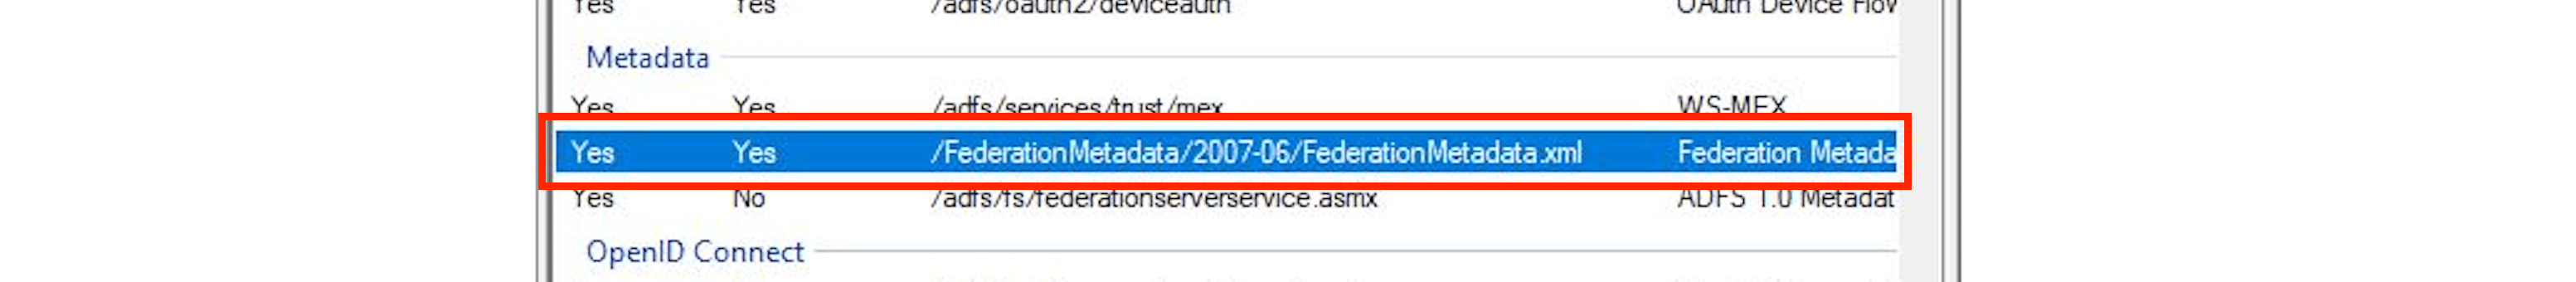 Yes Yes /adfs/oauth2/deviceauth OAuth Device Flow
Metadata
Yes Yes /adfs/services/trust/mex WS-MEX
Yes Yes /FederationMetadata/2007-06/FederationMetadata.xml Federation Metada
Yes No /adfs/fs/federationserverservice.asmx ADFS 1.0 Metadat
OpenID Connect